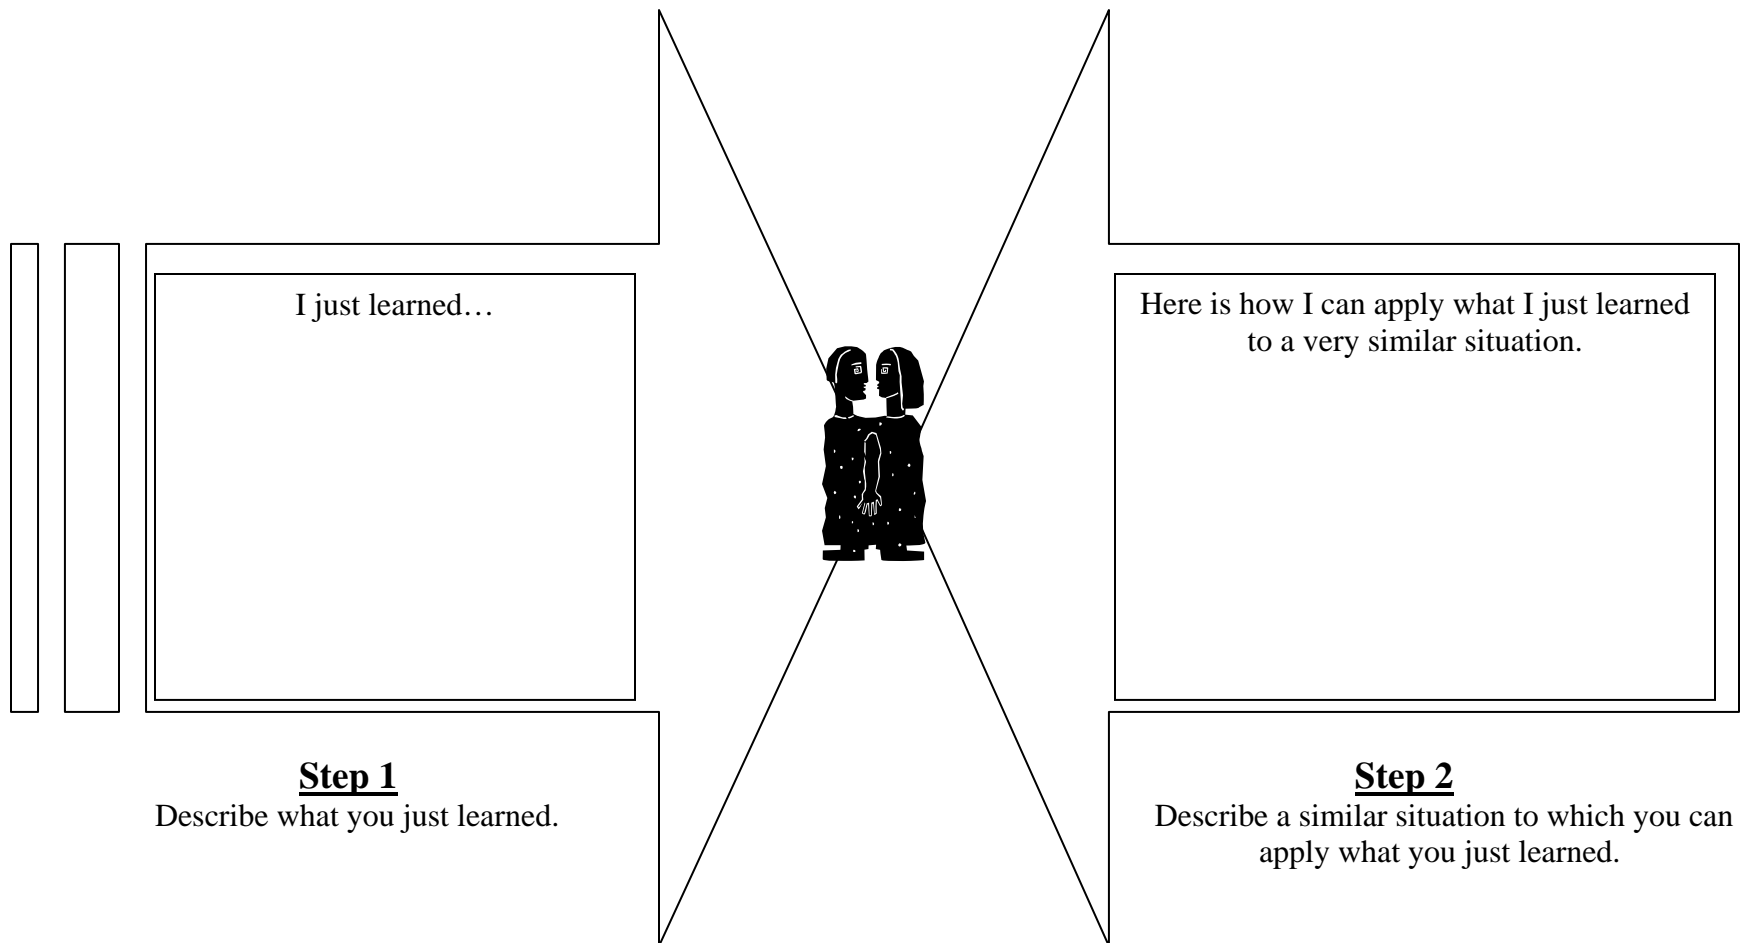 I just learned…
Here is how I can apply what I just learned
to a very similar situation.
Step 1
Describe what you just learned.
Step 2
Describe a similar situation to which you can
apply what you just learned.